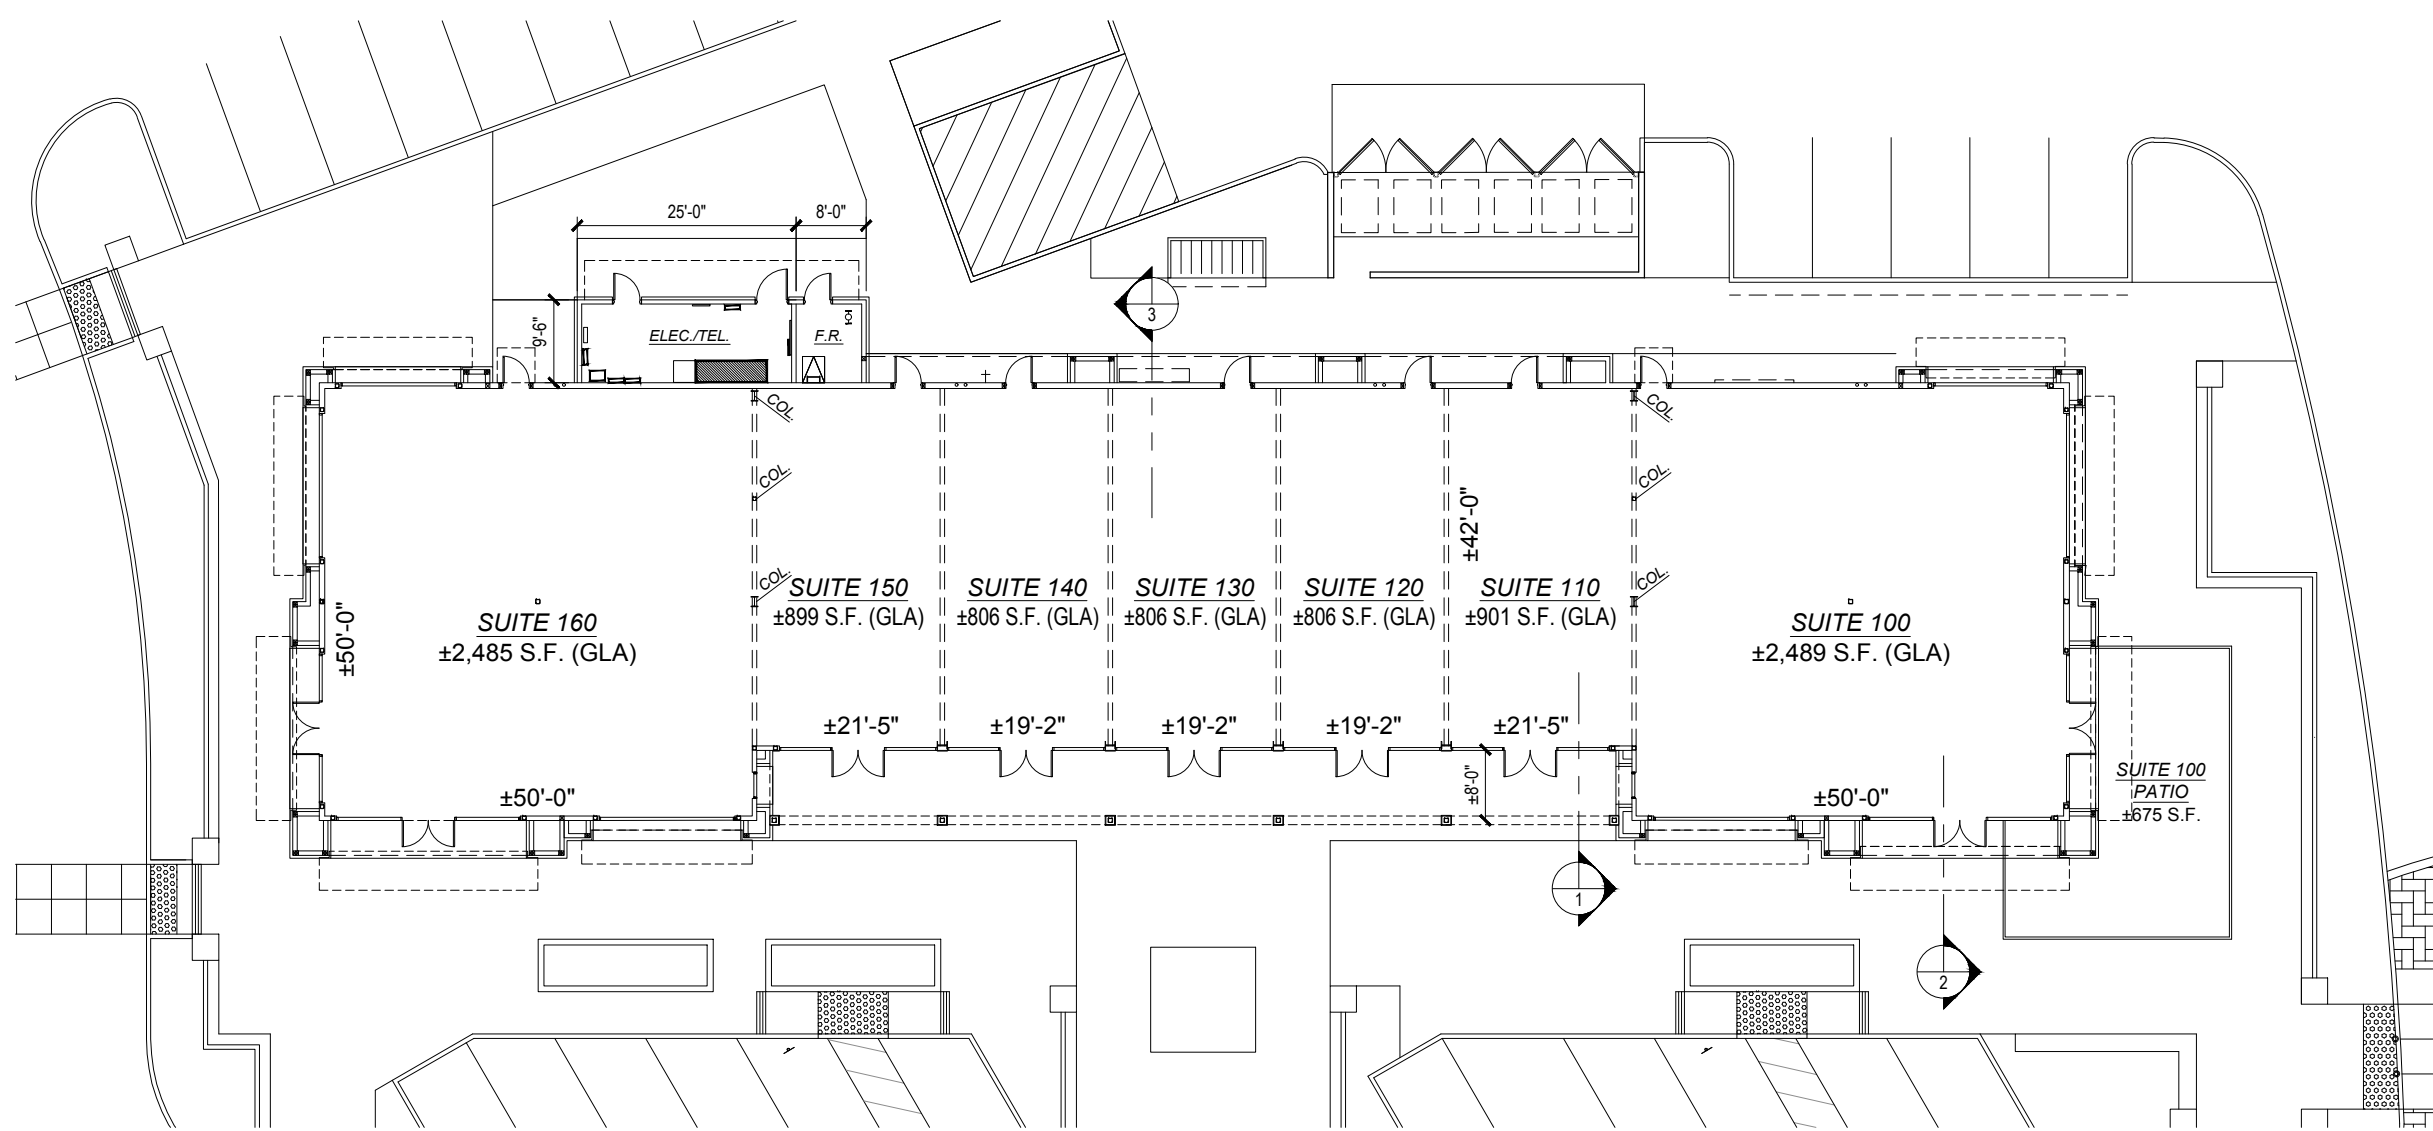 25'-0"
8'-0"
9'-6"
ELEC./TEL.
F.R.
3
COL.
COL.
COL.
COL.
COL.
COL.
±42'-0"
±50'-0"
SUITE 160
±2,485 S.F. (GLA)
SUITE 150
±899 S.F. (GLA)
SUITE 140
±806 S.F. (GLA)
SUITE 130
±806 S.F. (GLA)
SUITE 120
±806 S.F. (GLA)
SUITE 110
±901 S.F. (GLA)
SUITE 100
±2,489 S.F. (GLA)
±21'-5"
±19'-2"
±19'-2"
±19'-2"
±21'-5"
±50'-0"
±8'-0"
±50'-0"
SUITE 100
PATIO
±675 S.F.
1
2